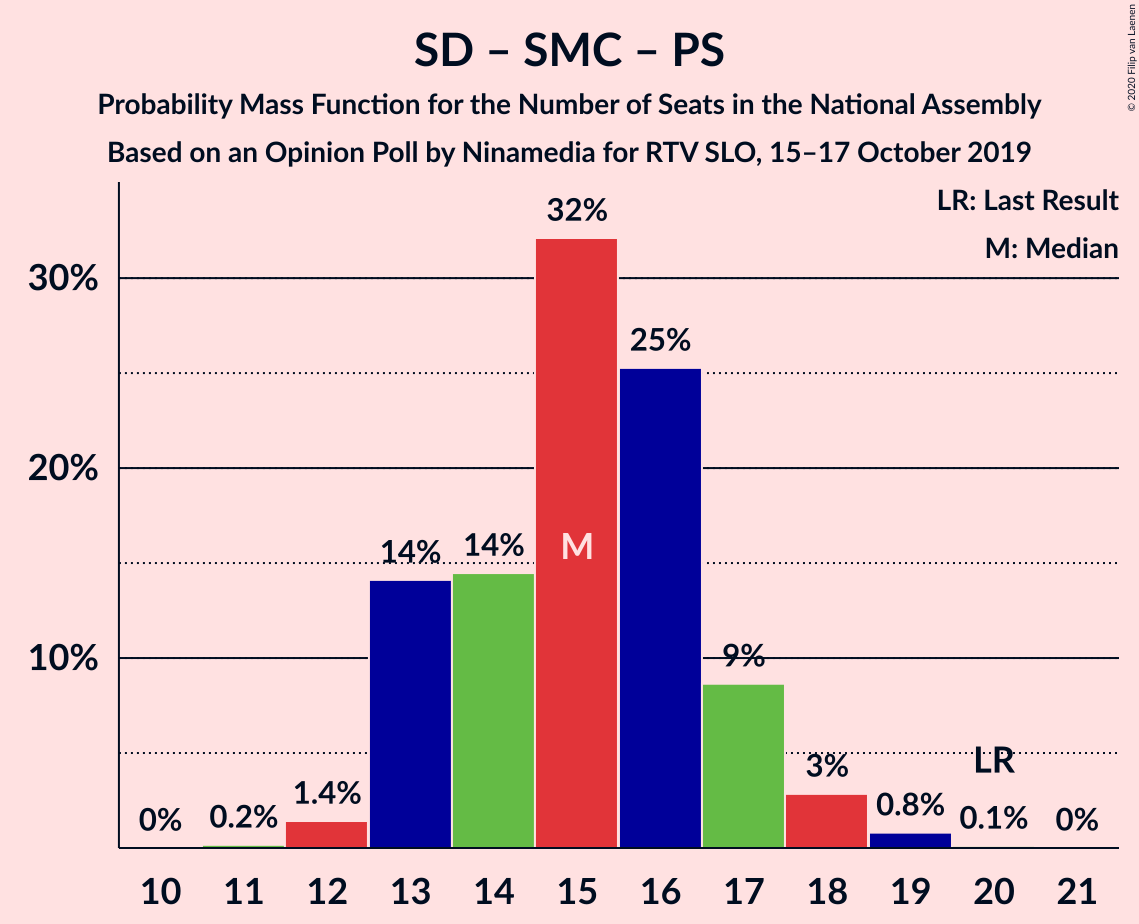 SD – SMC – PS
Probability Mass Function for the Number of Seats in the National Assembly
Based on an Opinion Poll by Ninamedia for RTV SLO, 15–17 October 2019
© 2020 Filip van Laenen
LR: Last Result
M: Median
30%
20%
10%
0%
0.2%
1.4%
14%
14%
32%
M
25%
9%
3%
0.8%
LR
0.1%
0%
10 11 12 13 14 15 16 17 18 19 20 21